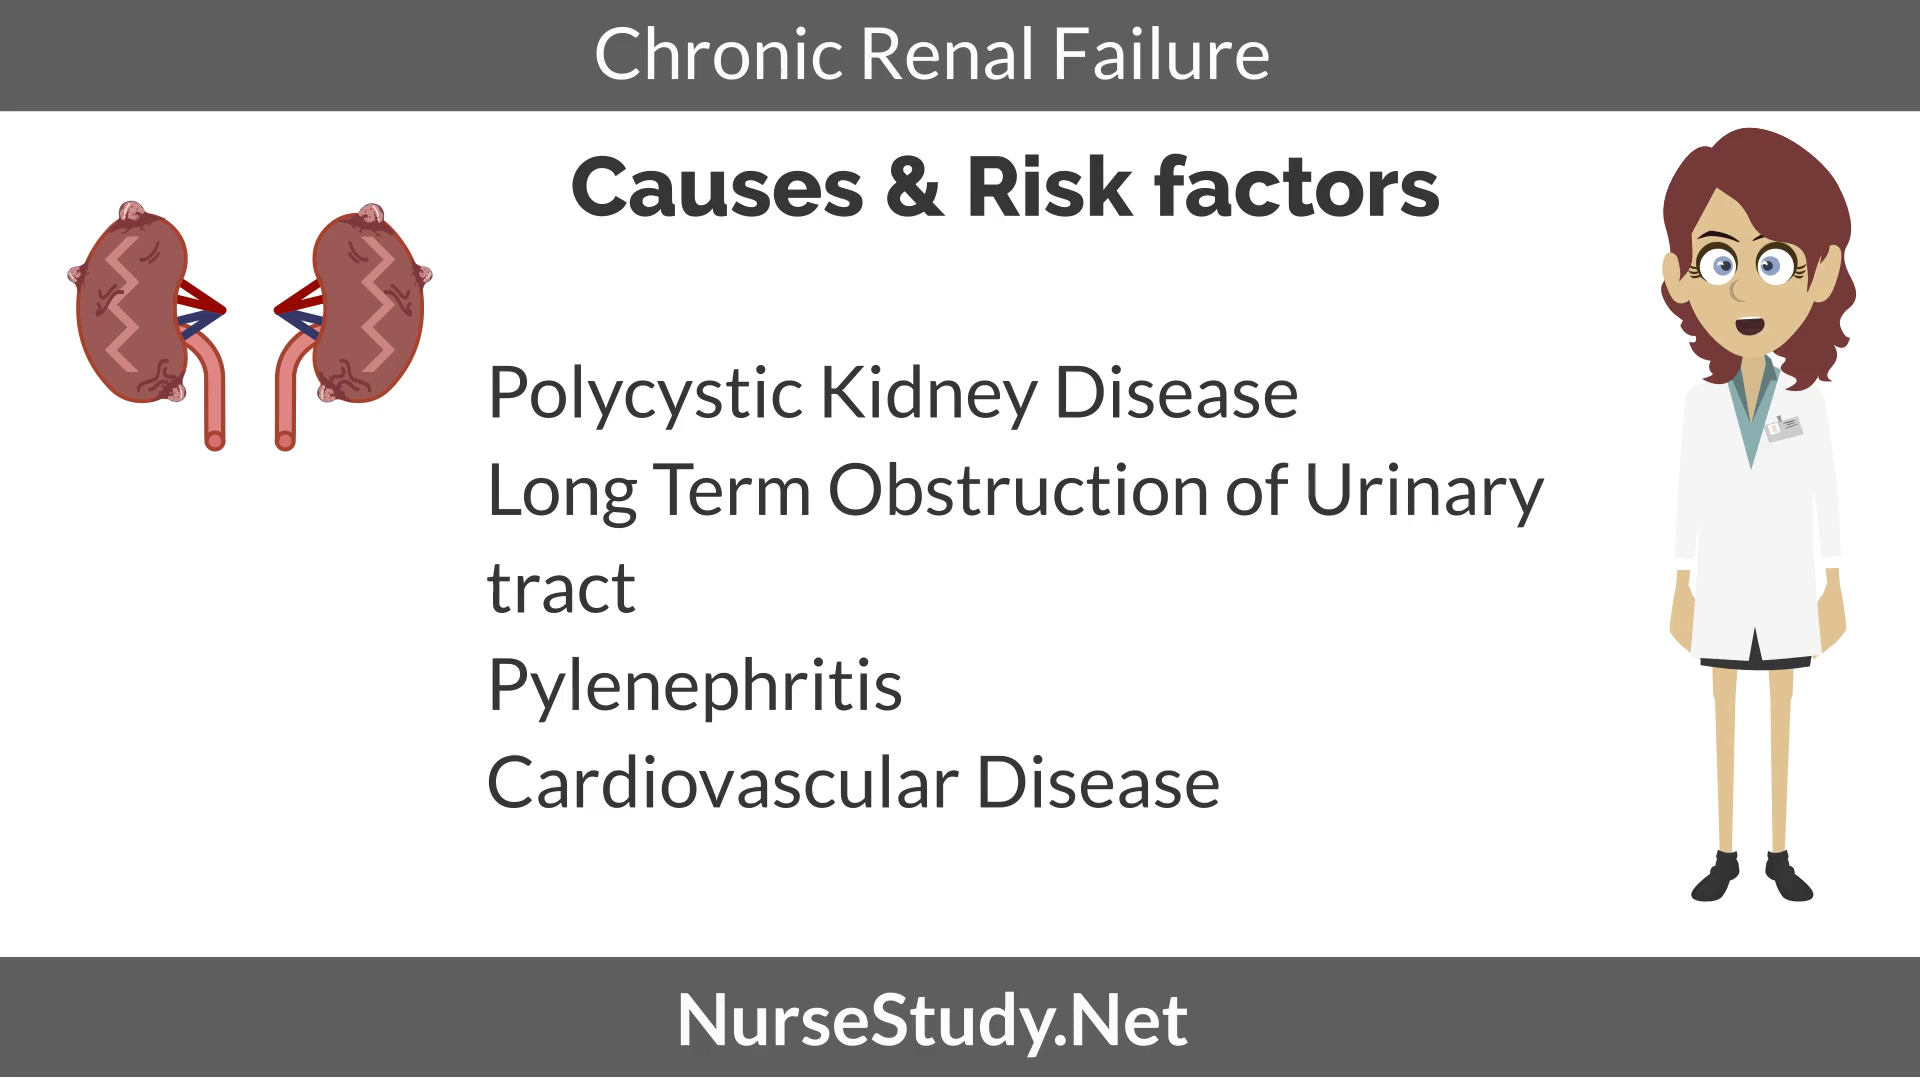 Chronic Renal Failure
Causes & Risk factors
Polycystic Kidney Disease
Long Term Obstruction of Urinary
tract
Pylenephritis
Cardiovascular Disease
NurseStudy.Net